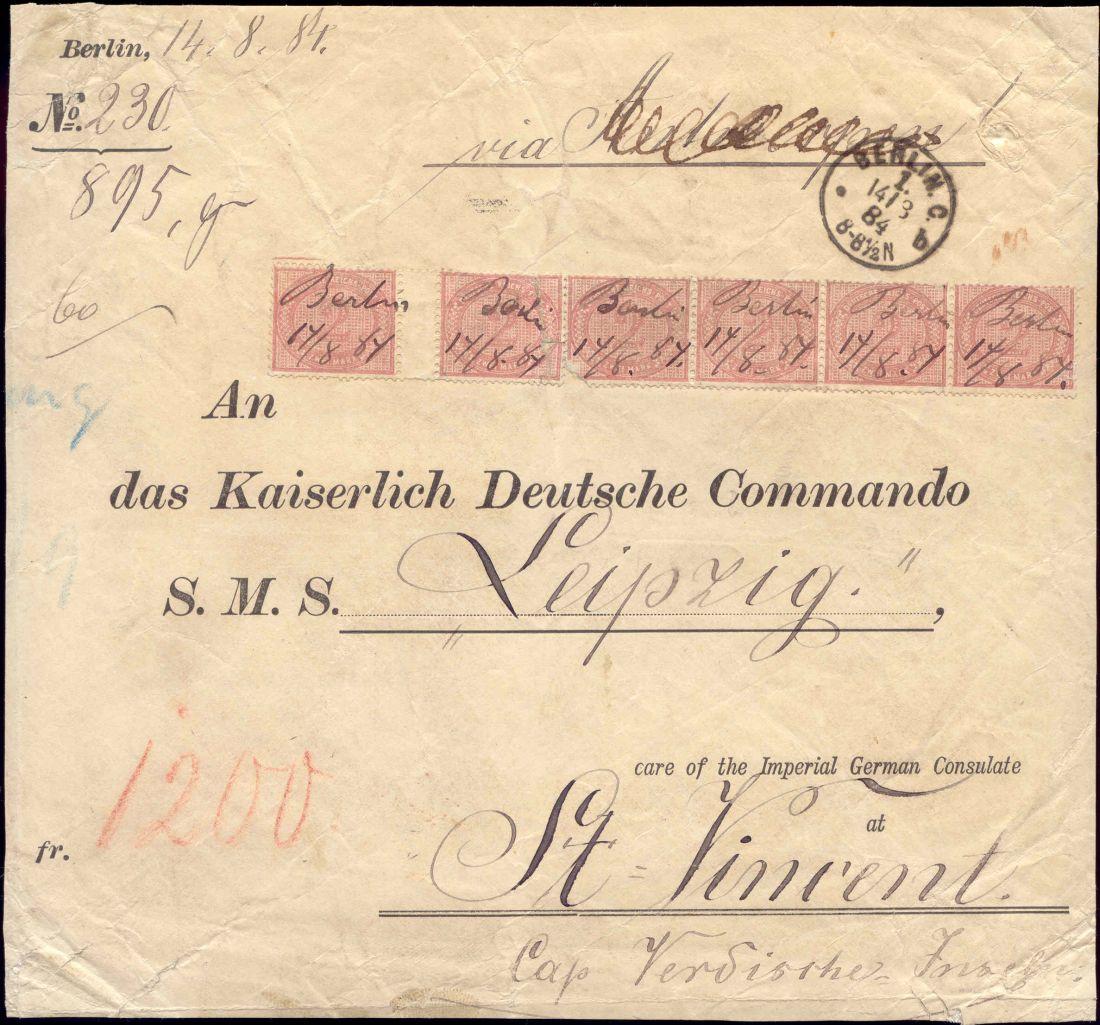 Berlin, 14. 8. 84.
No. 230.
895, gr
via
BERLIN. C.
1.
14/8
84
8-8½N
b
60
Berlin, 14/8 84
Berlin 14/8. 84
Berlin 14/8. 84.
Berlin 14/8. 84.
Berlin 14/8. 84
Berlin 14/8 84.
An
das Kaiserlich Deutsche Commando
S. M. S. „Leipzig.“,
care of the Imperial German Consulate
at
fr. 1200
St=Vincent.
Cap Verdische Inseln.